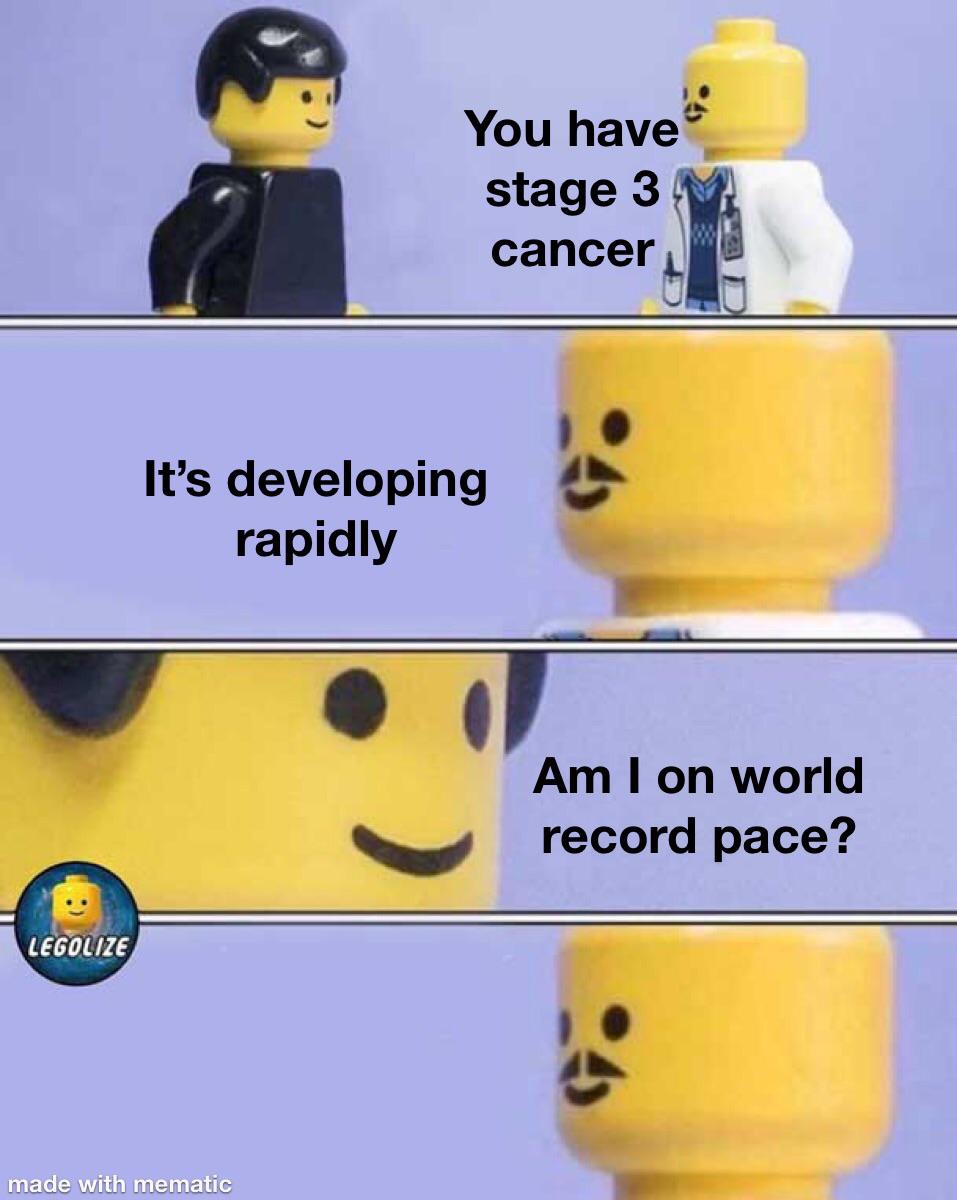 You have
stage 3
cancer
It’s developing
rapidly
Am I on world
record pace?
LEGOLIZE
made with mematic